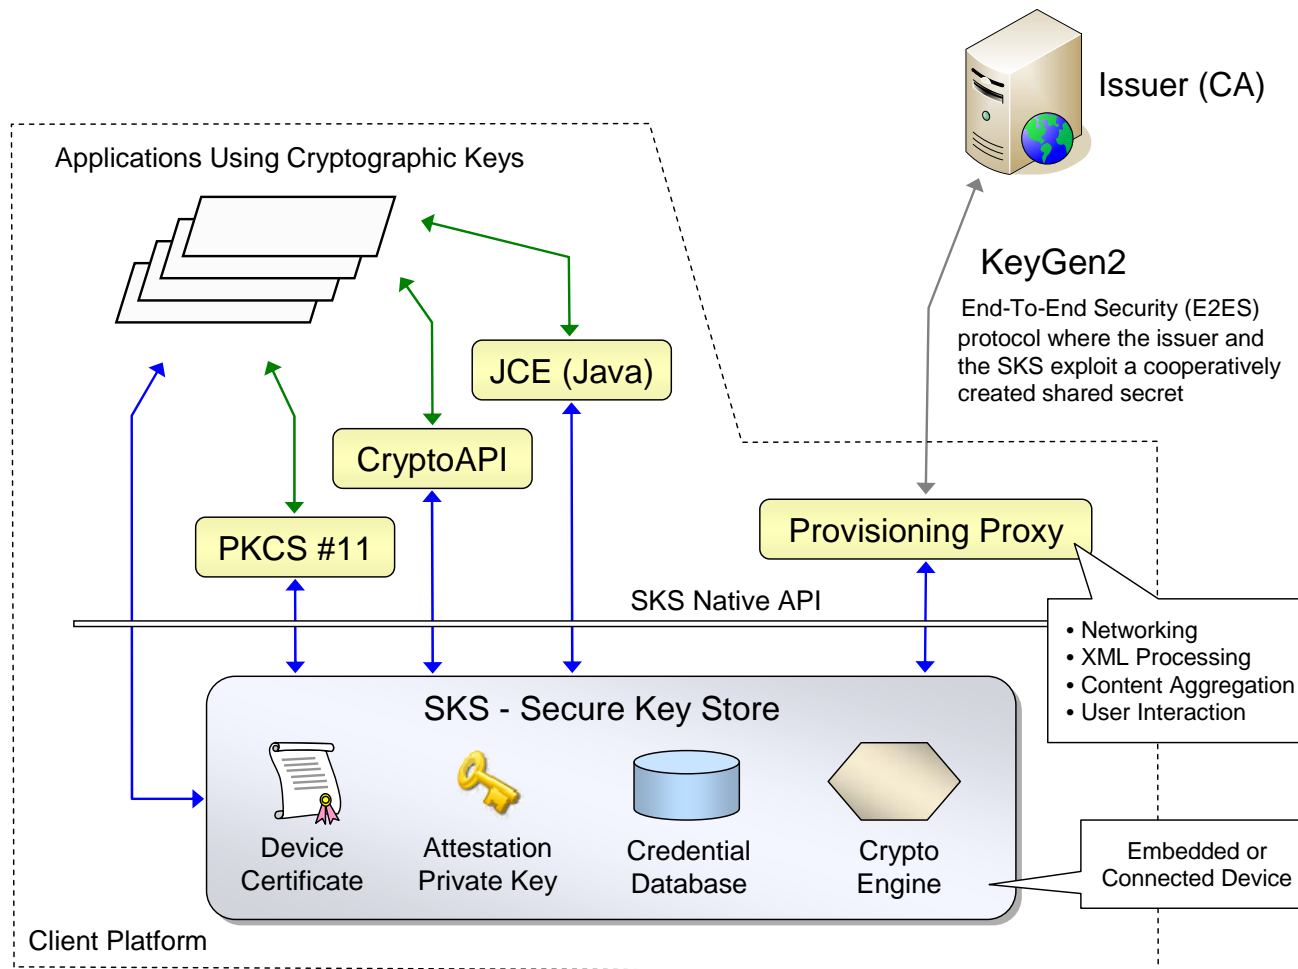 Issuer (CA)
Applications Using Cryptographic Keys
KeyGen2
End-To-End Security (E2ES)
protocol where the issuer and
the SKS exploit a cooperatively
created shared secret
JCE (Java)
CryptoAPI
PKCS #11
Provisioning Proxy
SKS Native API
• Networking
• XML Processing
• Content Aggregation
• User Interaction
SKS - Secure Key Store
Device
Certificate
Attestation
Private Key
Credential
Database
Crypto
Engine
Embedded or
Connected Device
Client Platform